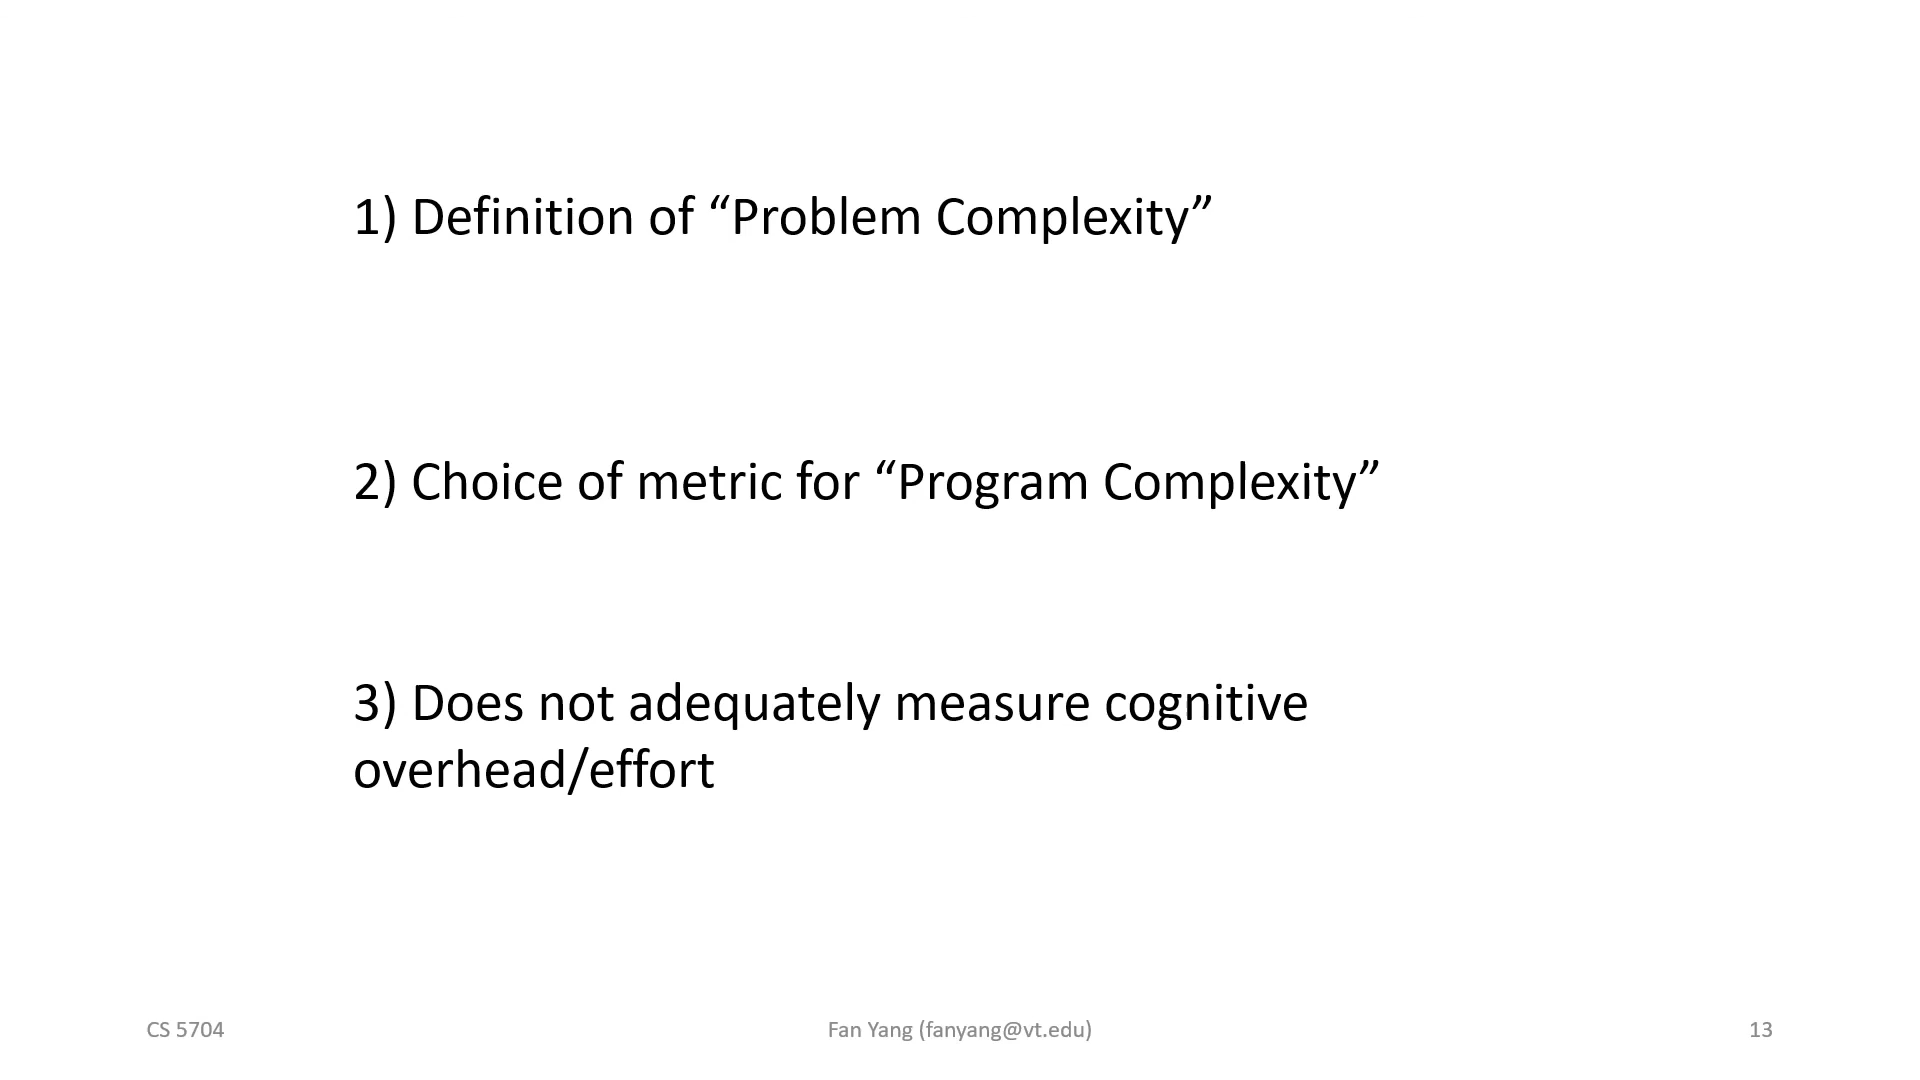 1) Definition of “Problem Complexity”
2) Choice of metric for “Program Complexity”
3) Does not adequately measure cognitive
overhead/effort
CS 5704
Fan Yang (fanyang@vt.edu)
13